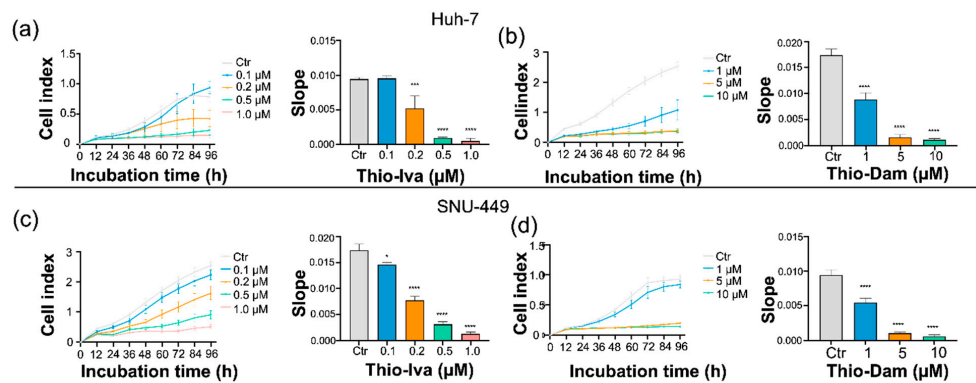 Huh-7
(a)
Cell index
1.5
1.0
0.5
0
0 12 24 36 48 60 72 84 96
Incubation time (h)
Ctr
0.1 µM
0.2 µM
0.5 µM
1.0 µM
Slope
0.015
0.010
0.005
0.000
***
****
****
Ctr 0.1 0.2 0.5 1.0
Thio-Iva (µM)
(b)
Cellindex
3
2
1
0
0 12 24 36 48 60 72 84 96
Incubation time (h)
Ctr
1 µM
5 µM
10 µM
Slope
0.020
0.015
0.010
0.005
0.000
****
****
****
Ctr 1 5 10
Thio-Dam (µM)
SNU-449
(c)
Cell index
3
2
1
0
0 12 24 36 48 60 72 84 96
Incubation time (h)
Ctr
0.1 µM
0.2 µM
0.5 µM
1.0 µM
Slope
0.020
0.015
0.010
0.005
0.000
*
****
****
****
Ctr 0.1 0.2 0.5 1.0
Thio-Iva (µM)
(d)
Cell index
1.5
1.0
0.5
0
0 12 24 36 48 60 72 84 96
Incubation time (h)
Ctr
1 µM
5 µM
10 µM
Slope
0.015
0.010
0.005
0.000
****
****
****
Ctr 1 5 10
Thio-Dam (µM)